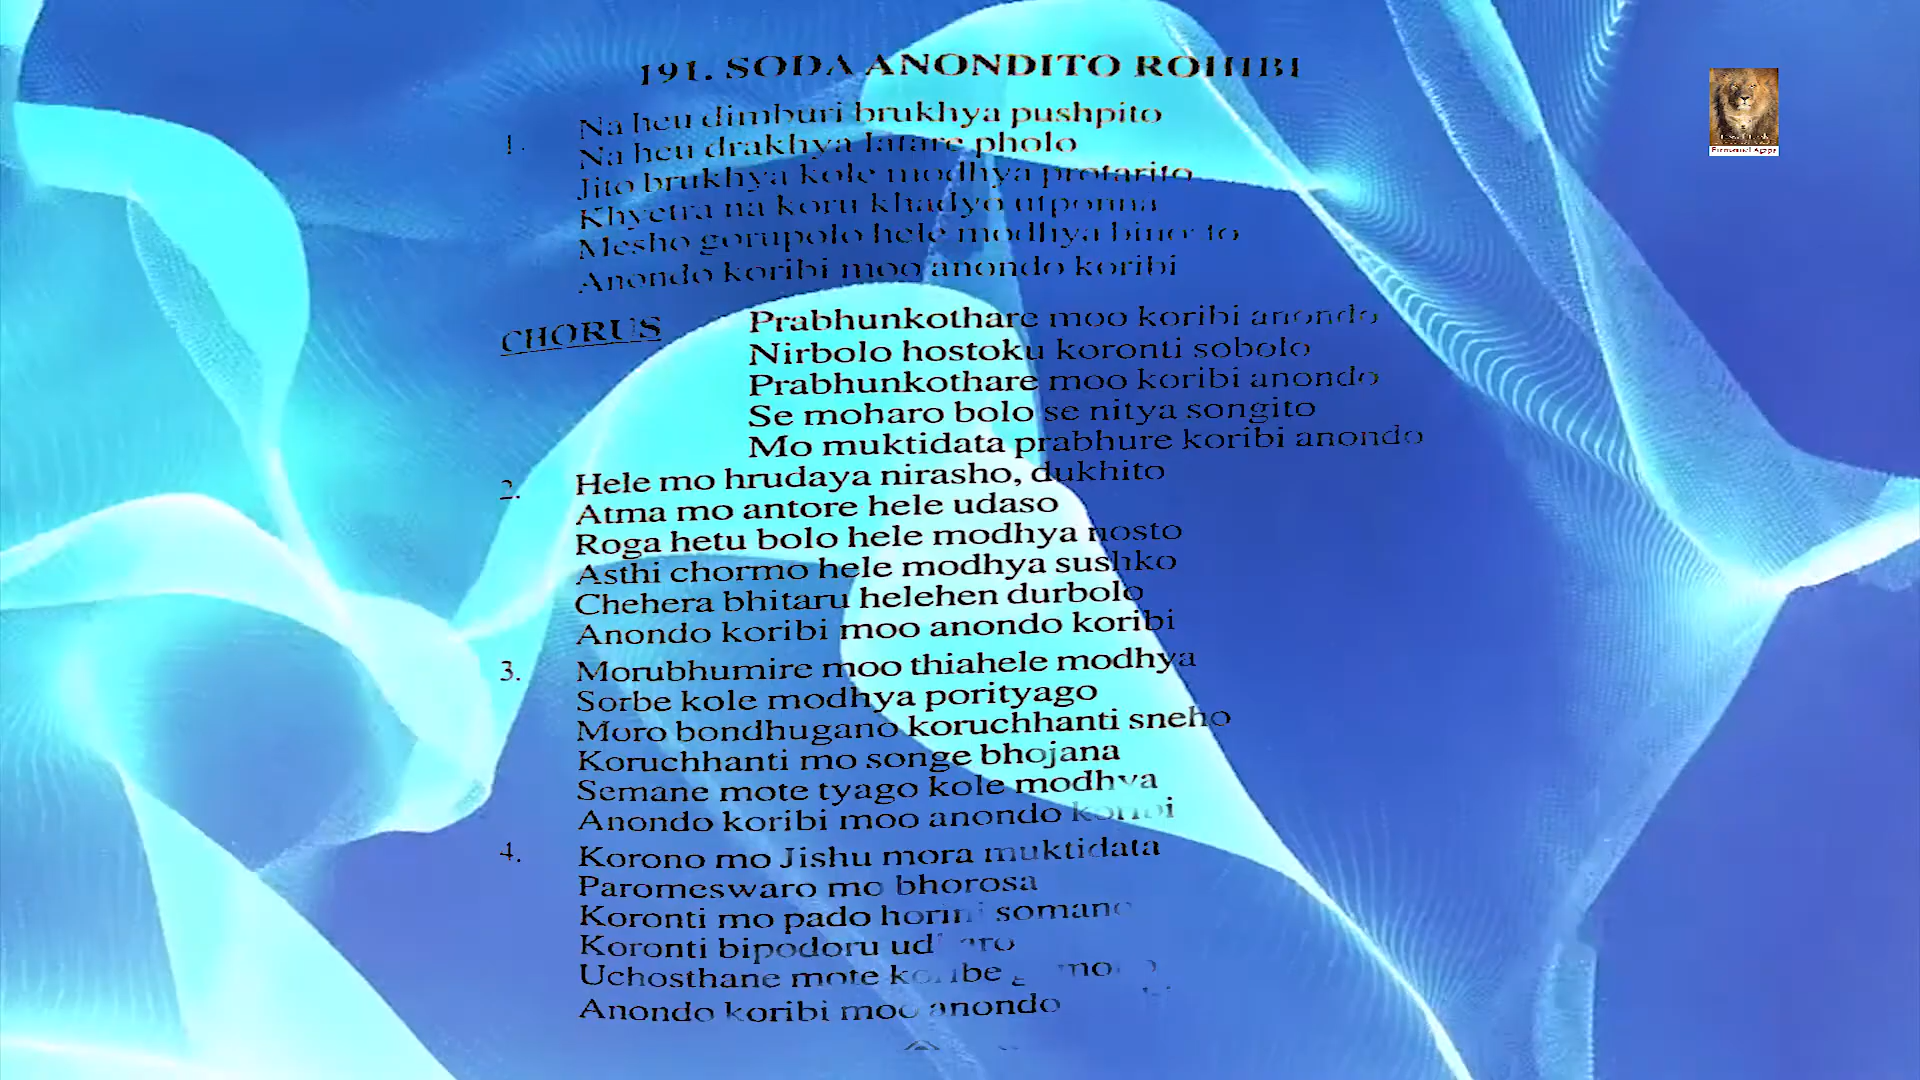 191. SODA ANONDITO ROHIBI
1. Na heu dimburi brukhya pushpito
Na heu drakhya latare pholo
Jito brukhya kole modhya protarito
Khyetra na koru khadyo utponna
Mesho gorupolo hele modhya
Anondo koribi moo anondo koribi
CHORUS
Prabhunkothare moo koribi anondo
Nirbolo hostoku koronti sobolo
Prabhunkothare moo koribi anondo
Se moharo bolo se nitya songito
Mo muktidata prabhure koribi anondo
2. Hele mo hrudaya nirasho, dukhito
Atma mo antore hele udaso
Roga hetu bolo hele modhya nosto
Asthi chormo hele modhya sushko
Chehera bhitaru helehen durbolo
Anondo koribi moo anondo koribi
3. Morubhumire moo thiahele modhya
Sorbe kole modhya porityago
Moro bondhugano koruchhanti sneho
Koruchhanti mo songe bhojana
Semane mote tyago kole modhya
Anondo koribi moo anondo koribi
4. Korono mo Jishu mora muktidata
Paromeswaro mo bhorosa
Koronti mo pado horini
Koronti bipodoru
Uchosthane mote
Anondo koribi moo anondo